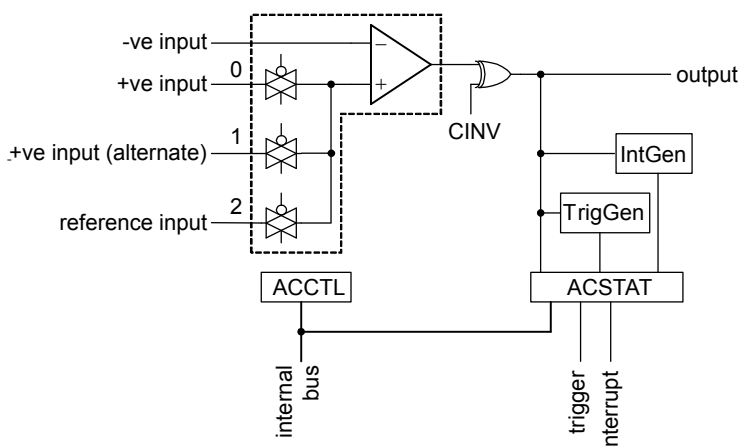 -ve input
+ve input
0
+ve input (alternate)
1
reference input
2
−
+
CINV
output
IntGen
TrigGen
ACCTL
ACSTAT
internal
bus
trigger
nterrupt